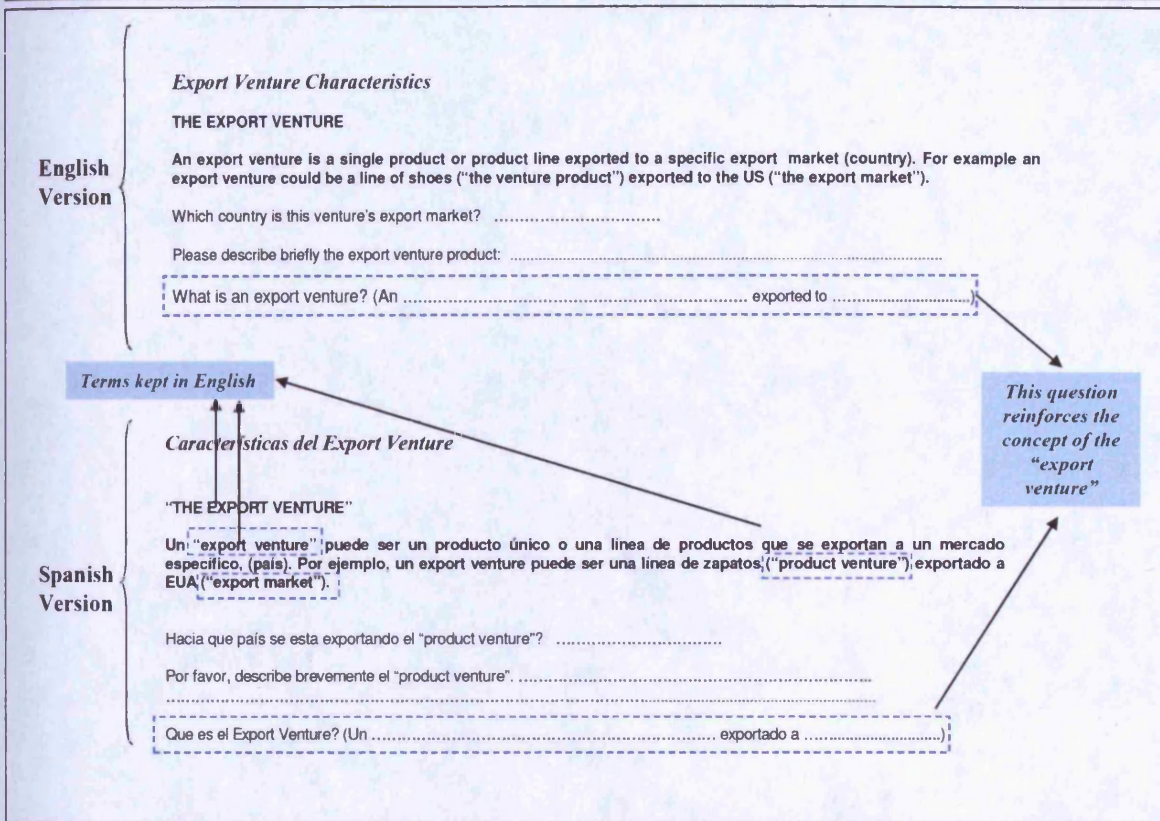 Export Venture Characteristics
THE EXPORT VENTURE
An export venture is a single product or product line exported to a specific export market (country). For example an
export venture could be a line of shoes ("the venture product") exported to the US ("the export market").
English
Version
Which country is this venture's export market? ................................
Please describe briefly the export venture product: ................................................................
What is an export venture? (An ................................................................ exported to ..........................)
Terms kept in English
This question
reinforces the
concept of the
"export
venture"
Características del Export Venture
"THE EXPORT VENTURE"
Un "export venture" puede ser un producto único o una linea de productos que se exportan a un mercado
especifico, (país). Por ejemplo, un export venture puede ser una linea de zapatos, ("product venture"), exportado a
EUA, ("export market").
Spanish
Version
Hacia que país se esta exportando el "product venture"? ................................
Por favor, describe brevemente el "product venture". ................................................................
................................................................
Que es el Export Venture? (Un ................................................................ exportado a ..........................)